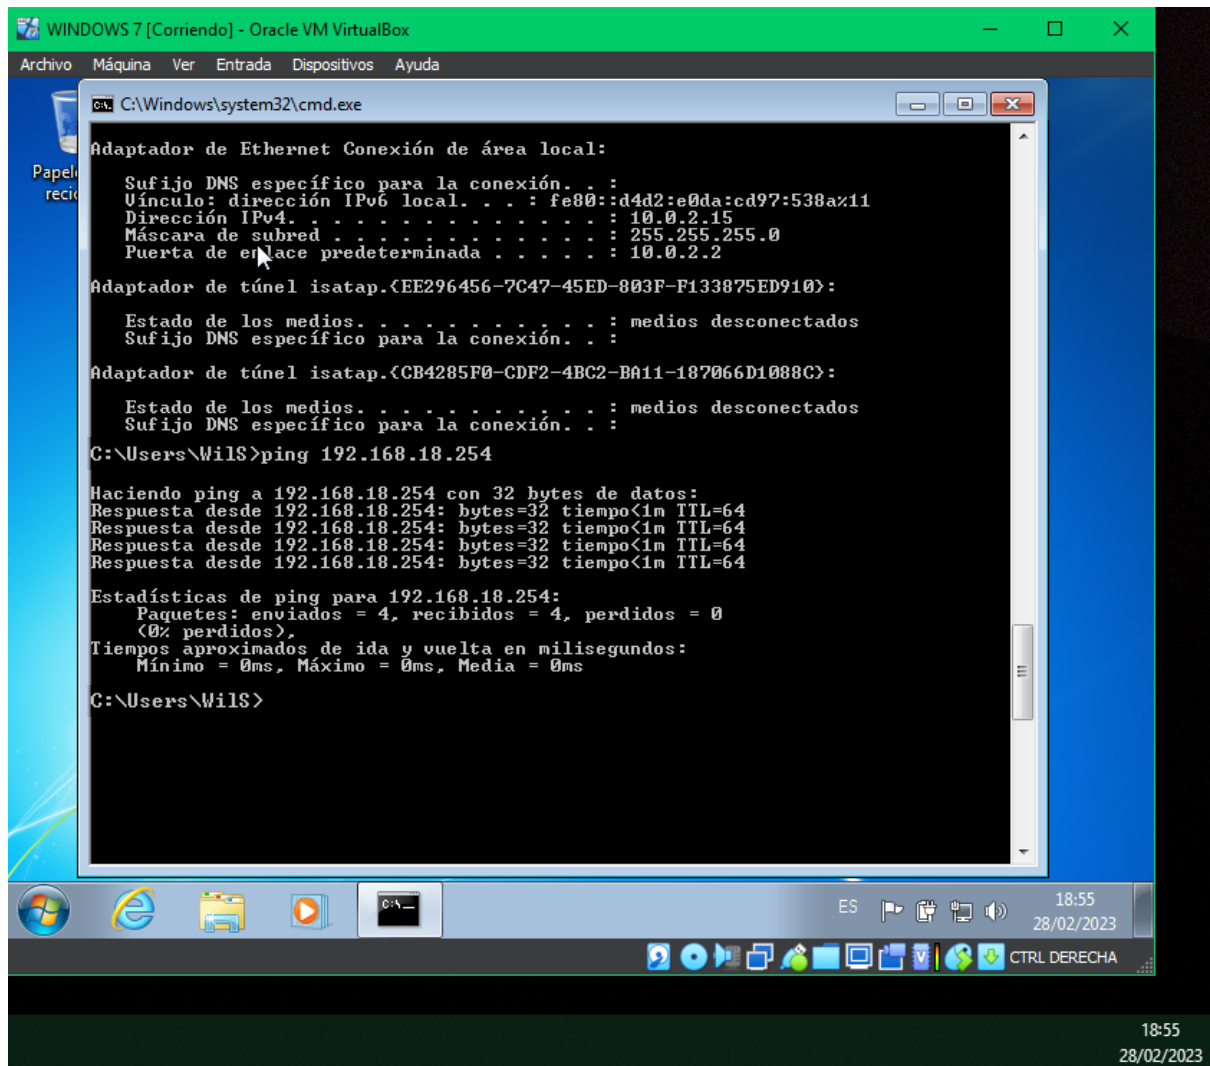 WINDOWS 7 [Corriendo] - Oracle VM VirtualBox
Archivo Máquina Ver Entrada Dispositivos Ayuda
C:\Windows\system32\cmd.exe
Adaptador de Ethernet Conexión de área local:
Sufijo DNS específico para la conexión. . :
Vínculo: dirección IPv6 local. . . : fe80::d4d2:e0da:cd97:538a%11
Dirección IPv4. . . . . . . . . . . . . . : 10.0.2.15
Máscara de subred . . . . . . . . . . . . : 255.255.255.0
Puerta de enlace predeterminada . . . . . : 10.0.2.2
Adaptador de túnel isatap.{EE296456-7C47-45ED-803F-F133875ED910}:
Estado de los medios. . . . . . . . . . . : medios desconectados
Sufijo DNS específico para la conexión. . :
Adaptador de túnel isatap.{CB4285F0-CDF2-4BC2-BA11-187066D1088C}:
Estado de los medios. . . . . . . . . . . : medios desconectados
Sufijo DNS específico para la conexión. . :
C:\Users\WilS>ping 192.168.18.254
Haciendo ping a 192.168.18.254 con 32 bytes de datos:
Respuesta desde 192.168.18.254: bytes=32 tiempo<1m TTL=64
Respuesta desde 192.168.18.254: bytes=32 tiempo<1m TTL=64
Respuesta desde 192.168.18.254: bytes=32 tiempo<1m TTL=64
Respuesta desde 192.168.18.254: bytes=32 tiempo<1m TTL=64
Estadísticas de ping para 192.168.18.254:
Paquetes: enviados = 4, recibidos = 4, perdidos = 0
(0% perdidos),
Tiempos aproximados de ida y vuelta en milisegundos:
Mínimo = 0ms, Máximo = 0ms, Media = 0ms
C:\Users\WilS>
Papel
reci
ES
18:55
28/02/2023
CTRL DERECHA
18:55
28/02/2023